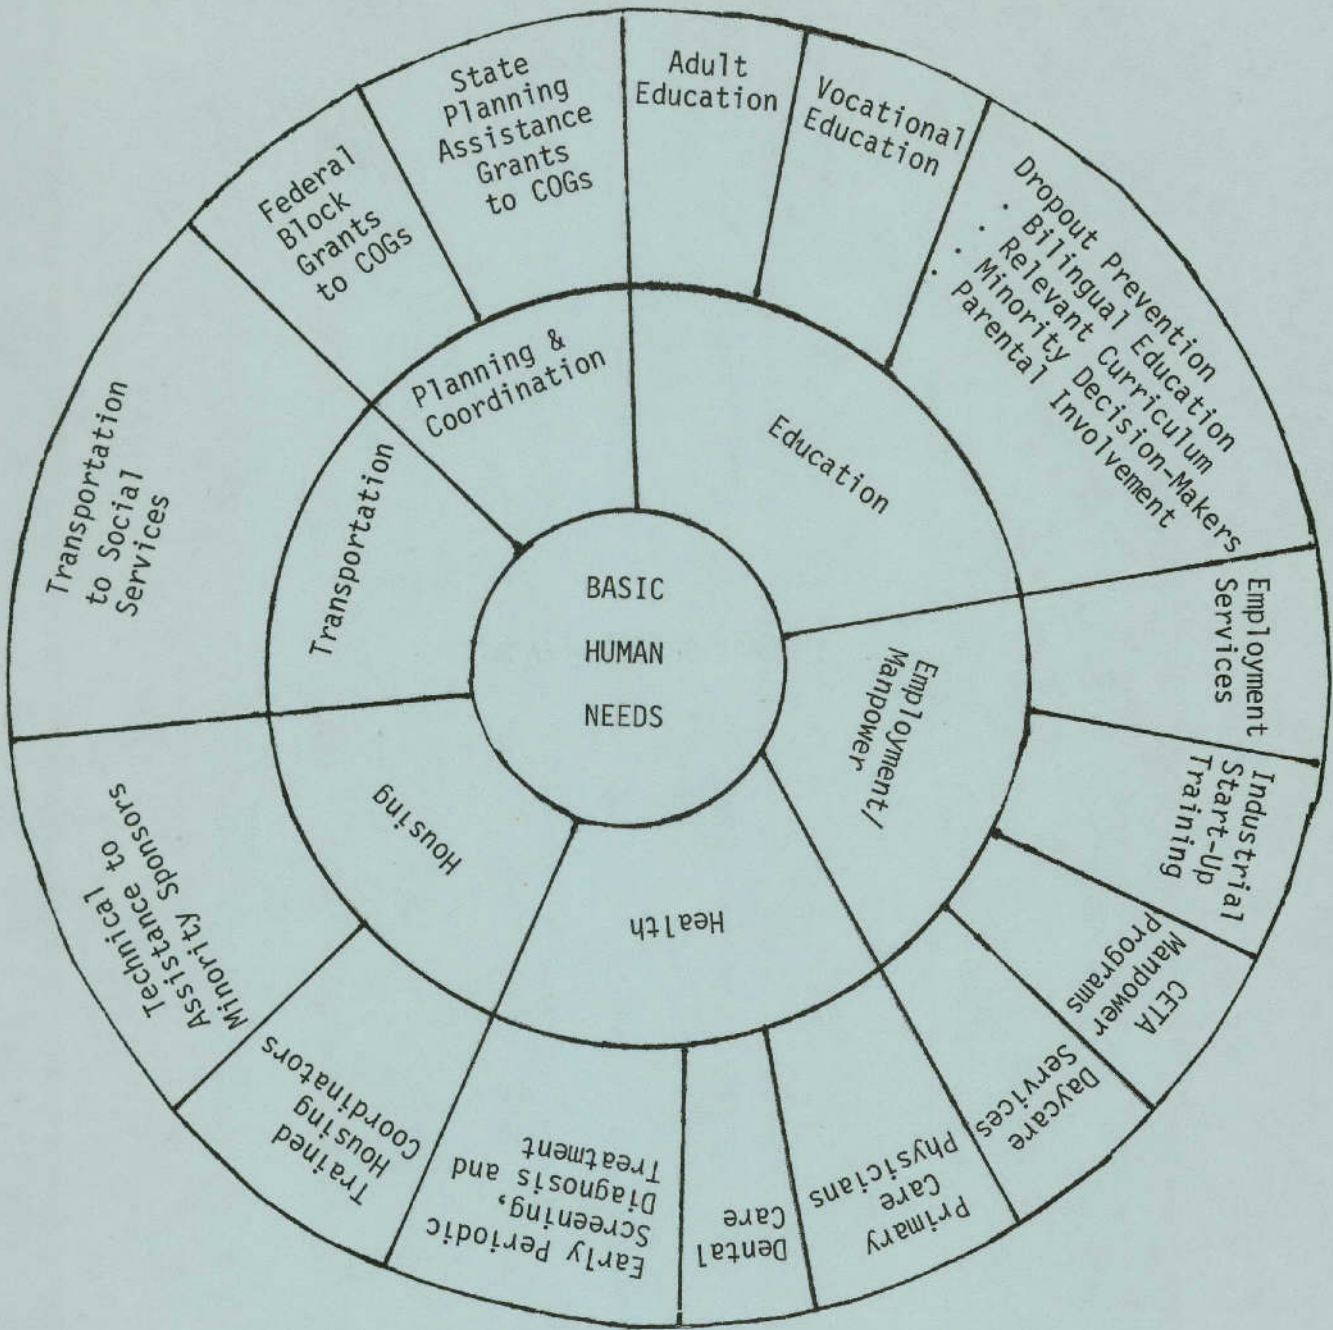 BASIC
HUMAN
NEEDS
Planning &
Coordination
State
Planning
Assistance
Grants
to COGs
Federal
Block
Grants
to COGs
Education
Adult
Education
Vocational
Education
Dropout Prevention
. Bilingual Education
. Relevant Curriculum
. Minority Decision-Makers
. Parental Involvement
Employment/
Manpower
Employment
Services
Industrial
Start-Up
Training
CETA
Manpower
Programs
Daycare
Services
Health
Primary
Care
Physicians
Dental
Care
Early Periodic
Screening,
Diagnosis and
Treatment
Housing
Trained
Housing
Coordinators
Technical
Assistance to
Minority Sponsors
Transportation
Transportation
to Social
Services